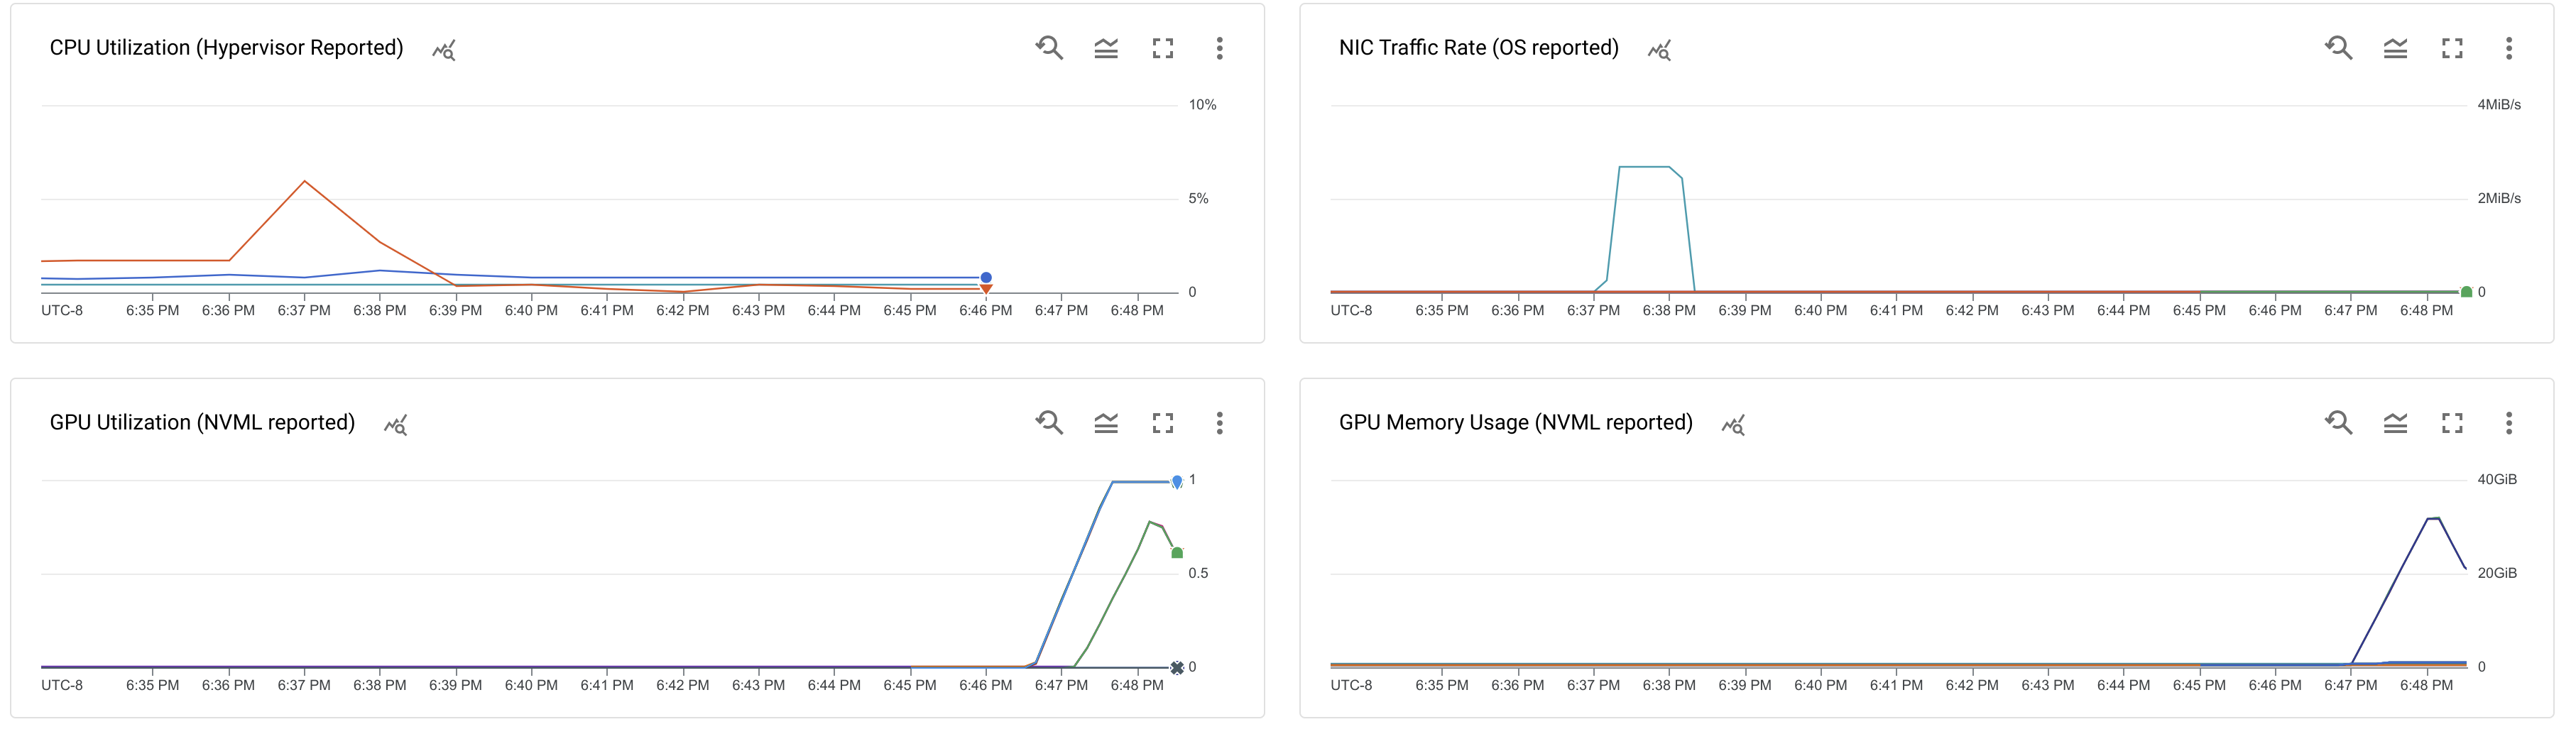 CPU Utilization (Hypervisor Reported)
10%
5%
0
UTC-8 6:35 PM 6:36 PM 6:37 PM 6:38 PM 6:39 PM 6:40 PM 6:41 PM 6:42 PM 6:43 PM 6:44 PM 6:45 PM 6:46 PM 6:47 PM 6:48 PM
NIC Traffic Rate (OS reported)
4MiB/s
2MiB/s
0
UTC-8 6:35 PM 6:36 PM 6:37 PM 6:38 PM 6:39 PM 6:40 PM 6:41 PM 6:42 PM 6:43 PM 6:44 PM 6:45 PM 6:46 PM 6:47 PM 6:48 PM
GPU Utilization (NVML reported)
1
0.5
0
UTC-8 6:35 PM 6:36 PM 6:37 PM 6:38 PM 6:39 PM 6:40 PM 6:41 PM 6:42 PM 6:43 PM 6:44 PM 6:45 PM 6:46 PM 6:47 PM 6:48 PM
GPU Memory Usage (NVML reported)
40GiB
20GiB
0
UTC-8 6:35 PM 6:36 PM 6:37 PM 6:38 PM 6:39 PM 6:40 PM 6:41 PM 6:42 PM 6:43 PM 6:44 PM 6:45 PM 6:46 PM 6:47 PM 6:48 PM